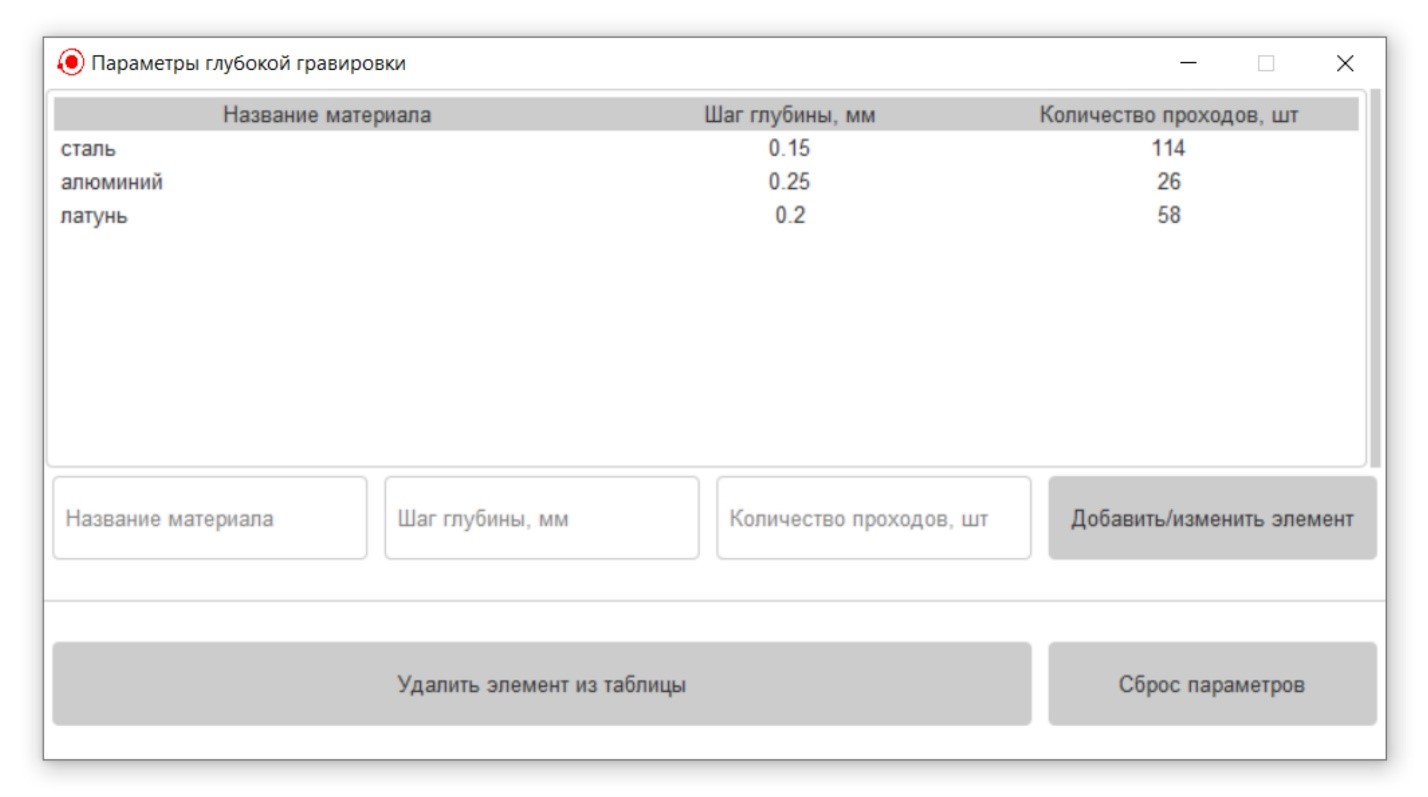 Параметры глубокой гравировки
Название материала Шаг глубины, мм Количество проходов, шт
сталь 0.15 114
алюминий 0.25 26
латунь 0.2 58
Название материала Шаг глубины, мм Количество проходов, шт Добавить/изменить элемент
Удалить элемент из таблицы Сброс параметров